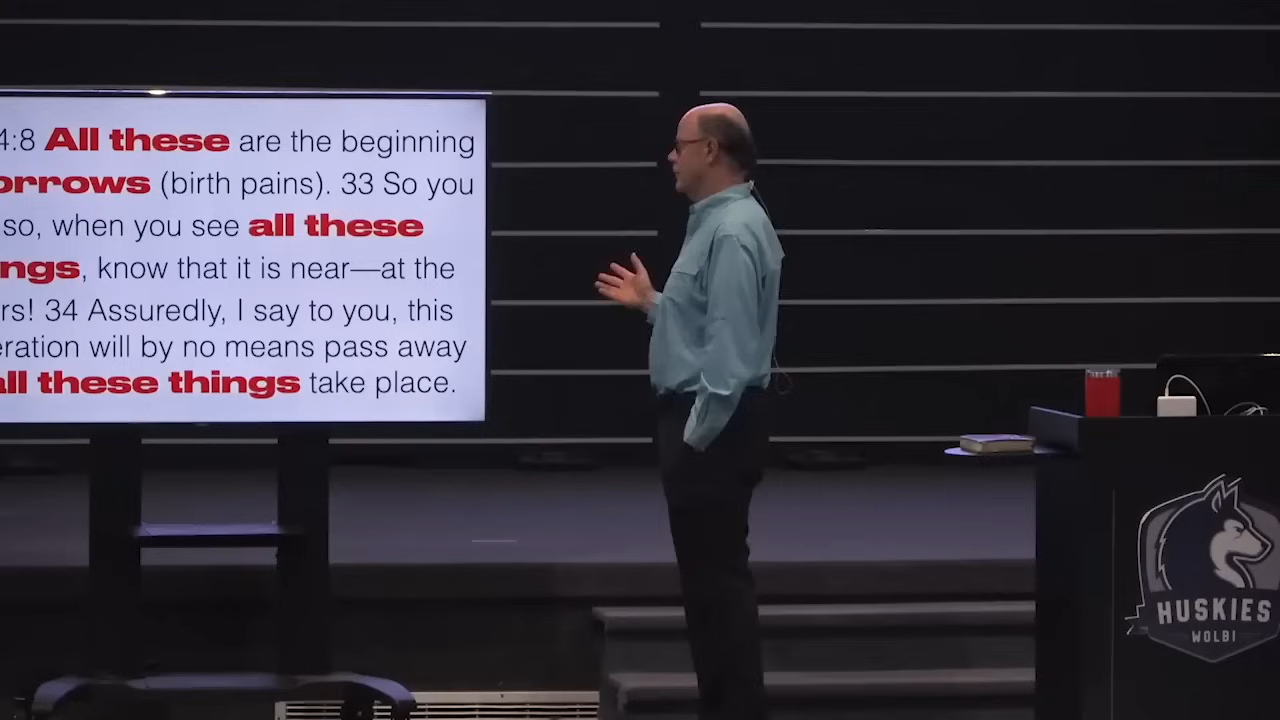 4:8 All these are the beginning
orrows (birth pains). 33 So you
so, when you see all these
ngs, know that it is near—at the
rs! 34 Assuredly, I say to you, this
eration will by no means pass away
all these things take place.
HUSKIES
WOLBI